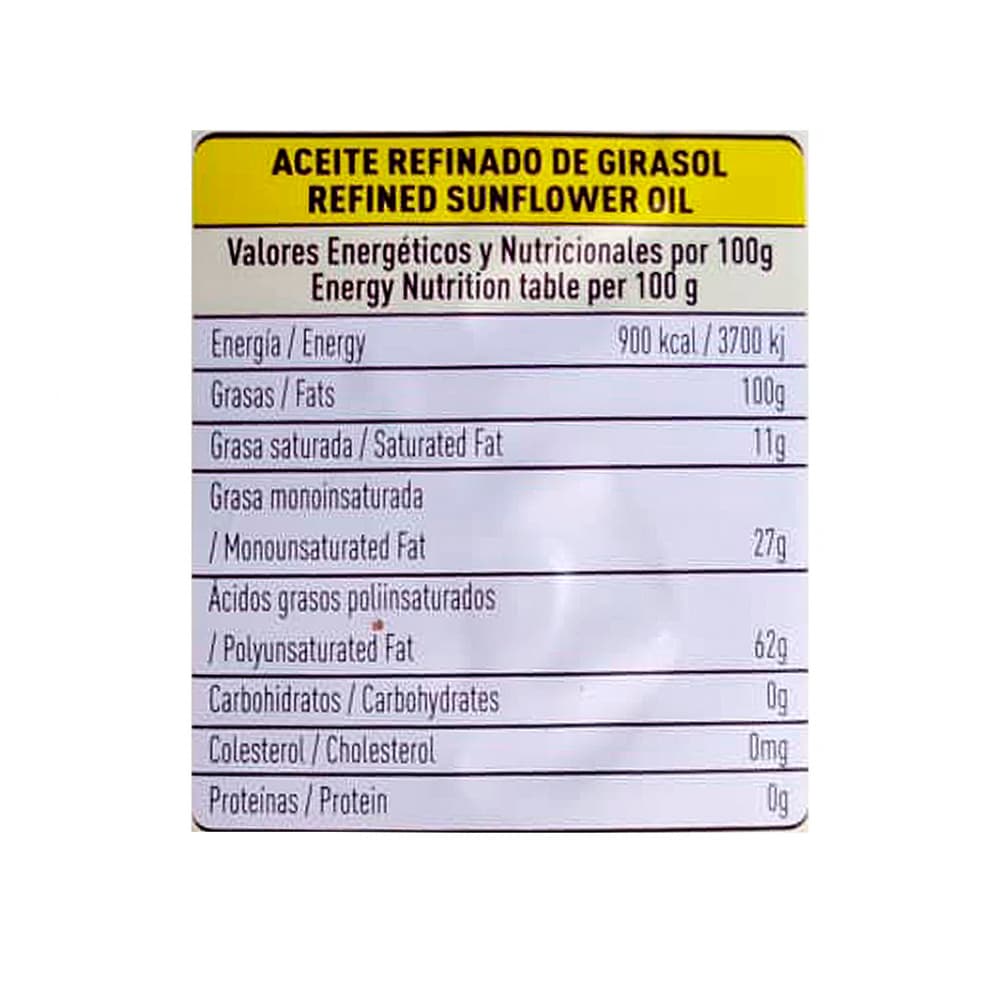 ACEITE REFINADO DE GIRASOL
REFINED SUNFLOWER OIL
Valores Energéticos y Nutricionales por 100g
Energy Nutrition table per 100 g
Energía / Energy 900 kcal / 3700 kj
Grasas / Fats 100g
Grasa saturada / Saturated Fat 11g
Grasa monoinsaturada
/ Monounsaturated Fat 27g
Ácidos grasos poliinsaturados
/ Polyunsaturated Fat 62g
Carbohidratos / Carbohydrates 0g
Colesterol / Cholesterol 0mg
Proteínas / Protein 0g